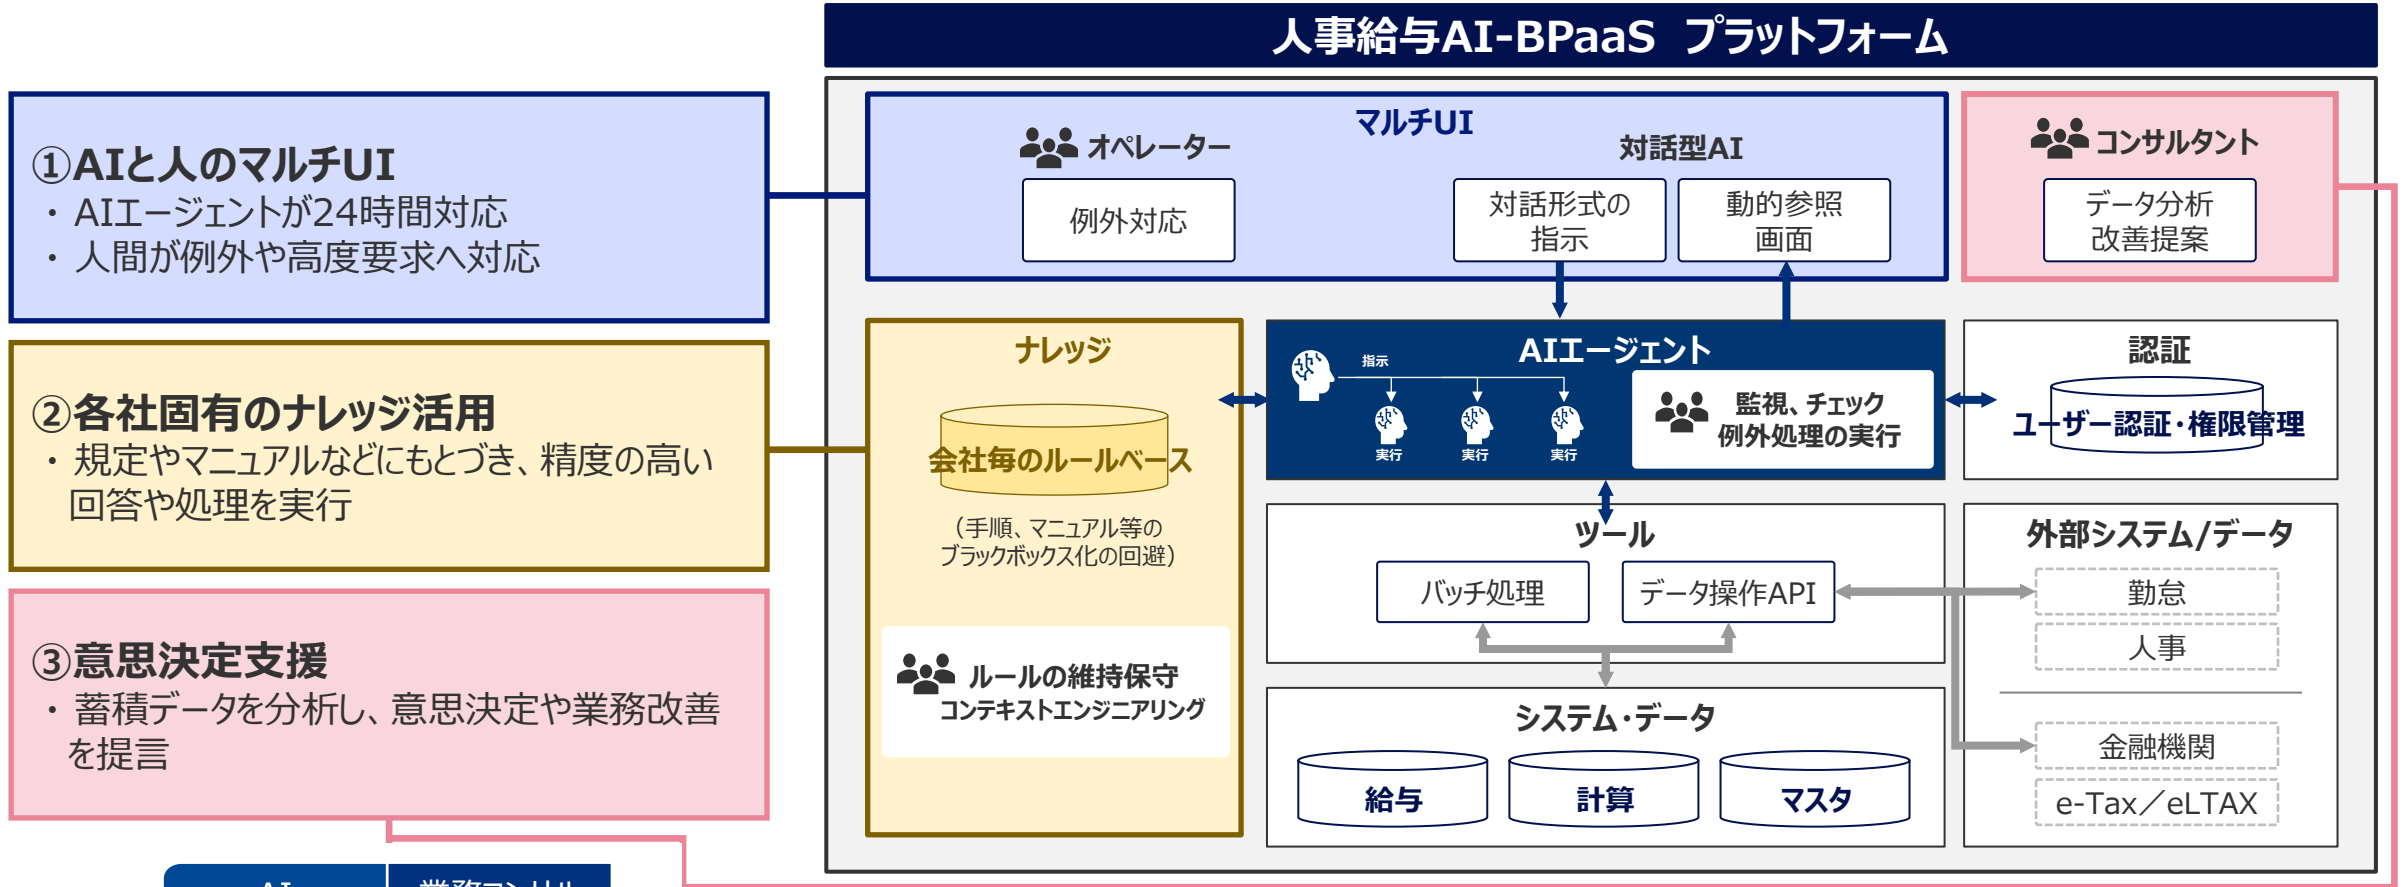 人事給与AI-BPaaS プラットフォーム
①AIと人のマルチUI
・ AIエージェントが24時間対応
・ 人間が例外や高度要求へ対応
②各社固有のナレッジ活用
・ 規定やマニュアルなどにもとづき、精度の高い
回答や処理を実行
③意思決定支援
・ 蓄積データを分析し、意思決定や業務改善
を提言
マルチUI
オペレーター
例外対応
対話型AI
対話形式の
指示
動的参照
画面
コンサルタント
データ分析
改善提案
ナレッジ
会社毎のルールベース
（手順、マニュアル等の
ブラックボックス化の回避）
ルールの維持保守
コンテキストエンジニアリング
AIエージェント
指示
実行
実行
実行
監視、チェック
例外処理の実行
認証
ユーザー認証・権限管理
ツール
バッチ処理
データ操作API
システム・データ
給与
計算
マスタ
外部システム/データ
勤怠
人事
金融機関
e-Tax／eLTAX